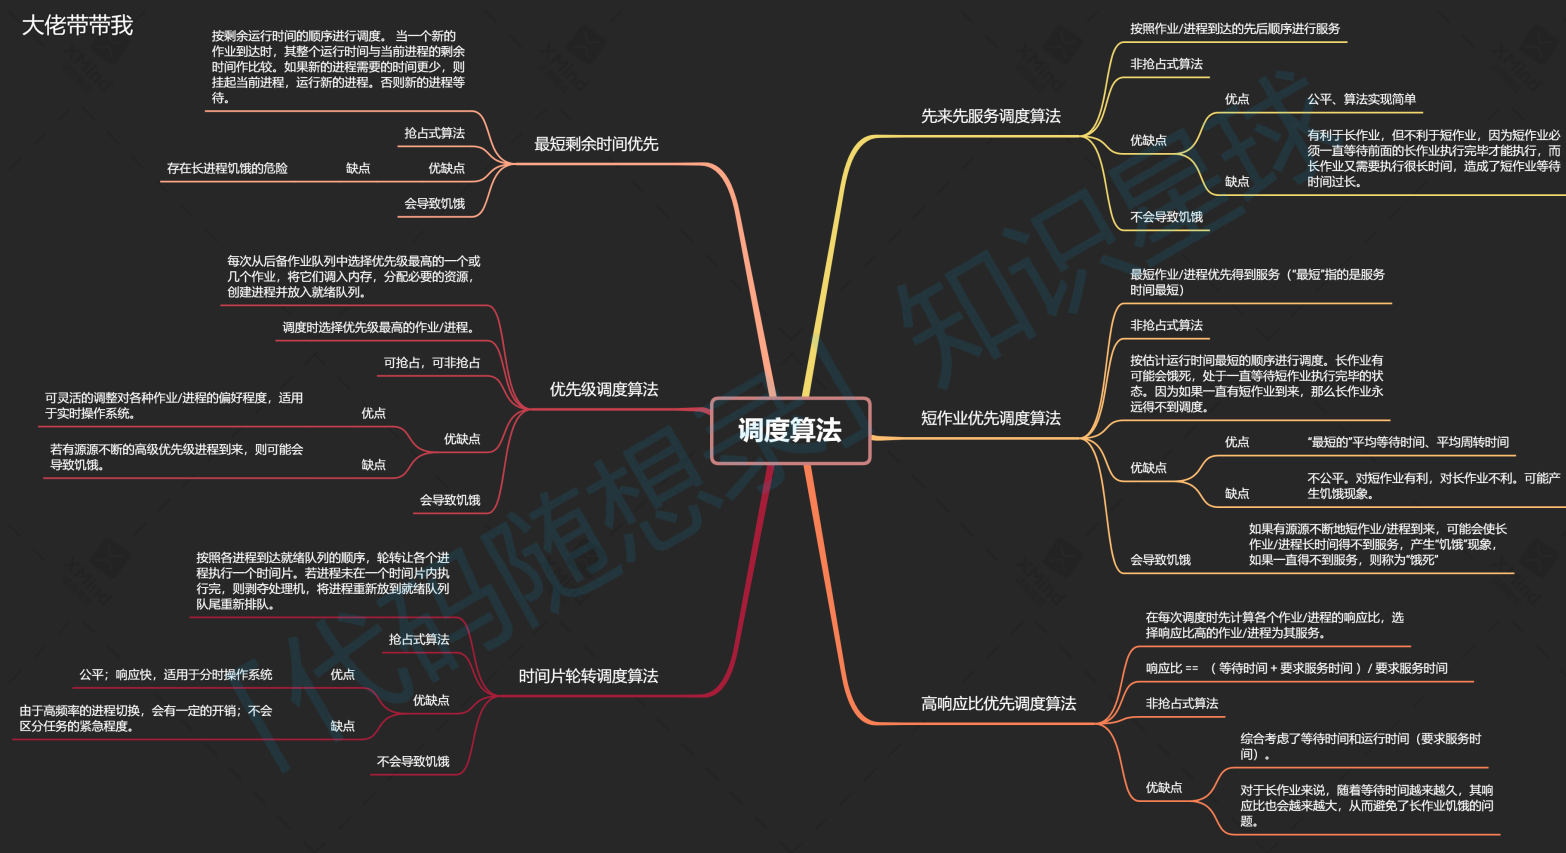 大佬带带我
调度算法
先来先服务调度算法
按照作业/进程到达的先后顺序进行服务
非抢占式算法
优缺点
优点
公平、算法实现简单
缺点
有利于长作业，但不利于短作业，因为短作业必
须一直等待前面的长作业执行完毕才能执行，而
长作业又需要执行很长时间，造成了短作业等待
时间过长。
不会导致饥饿
短作业优先调度算法
最短作业/进程优先得到服务（“最短”指的是服务
时间最短）
非抢占式算法
按估计运行时间最短的顺序进行调度。长作业有
可能会饿死，处于一直等待短作业执行完毕的状
态。因为如果一直有短作业到来，那么长作业永
远得不到调度。
优缺点
优点
“最短的”平均等待时间、平均周转时间
缺点
不公平。对短作业有利，对长作业不利。可能产
生饥饿现象。
会导致饥饿
如果有源源不断地短作业/进程到来，可能会使长
作业/进程长时间得不到服务，产生“饥饿”现象，
如果一直得不到服务，则称为“饿死”
高响应比优先调度算法
在每次调度时先计算各个作业/进程的响应比，选
择响应比高的作业/进程为其服务。
响应比 == （ 等待时间 + 要求服务时间 ）/ 要求服务时间
非抢占式算法
优缺点
综合考虑了等待时间和运行时间（要求服务时
间）。
对于长作业来说，随着等待时间越来越久，其响
应比也会越来越大，从而避免了长作业饥饿的问
题。
最短剩余时间优先
按剩余运行时间的顺序进行调度。 当一个新的
作业到达时，其整个运行时间与当前进程的剩余
时间作比较。如果新的进程需要的时间更少，则
挂起当前进程，运行新的进程。否则新的进程等
待。
抢占式算法
优缺点
缺点
存在长进程饥饿的危险
会导致饥饿
优先级调度算法
每次从后备作业队列中选择优先级最髙的一个或
几个作业，将它们调入内存，分配必要的资源，
创建进程并放入就绪队列。
调度时选择优先级最高的作业/进程。
可抢占，可非抢占
优缺点
优点
可灵活的调整对各种作业/进程的偏好程度，适用
于实时操作系统。
缺点
若有源源不断的高级优先级进程到来，则可能会
导致饥饿。
会导致饥饿
时间片轮转调度算法
按照各进程到达就绪队列的顺序，轮转让各个进
程执行一个时间片。若进程未在一个时间片内执
行完，则剥夺处理机，将进程重新放到就绪队列
队尾重新排队。
抢占式算法
优缺点
优点
公平；响应快，适用于分时操作系统
缺点
由于高频率的进程切换，会有一定的开销；不会
区分任务的紧急程度。
不会导致饥饿
「代码随想录」知识星球
XMind
XMind
XMind
XMind
XMind
XMind